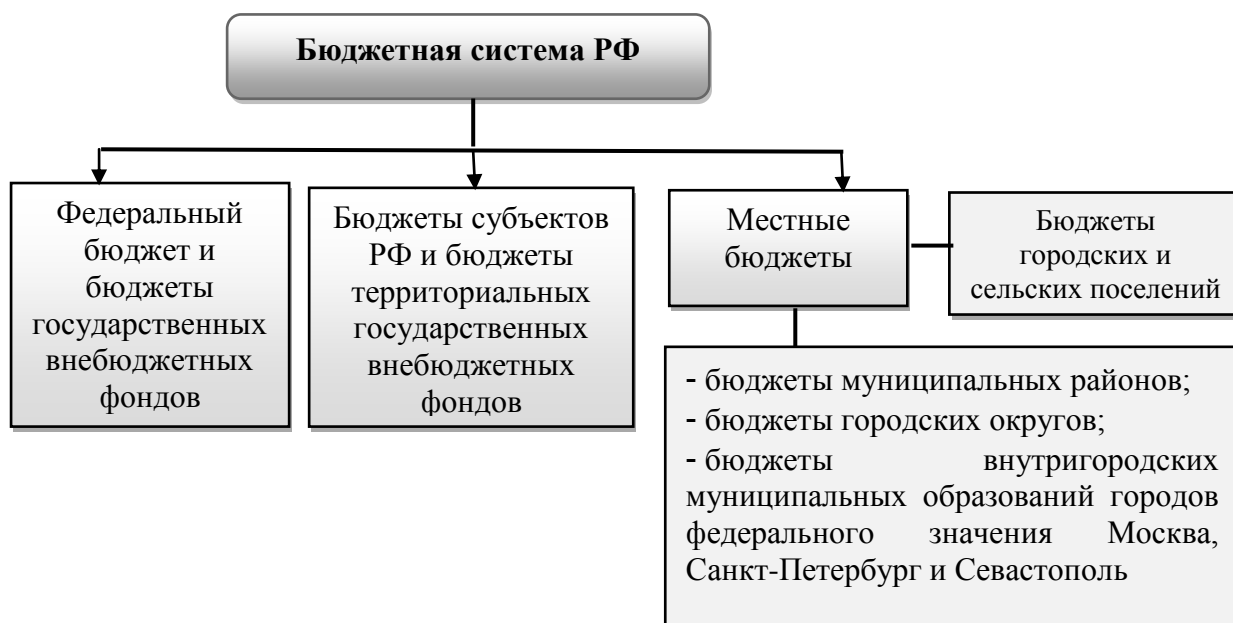 Бюджетная система РФ
Федеральный
бюджет и
бюджеты
государственных
внебюджетных
фондов
Бюджеты субъектов
РФ и бюджеты
территориальных
государственных
внебюджетных
фондов
Местные
бюджеты
Бюджеты
городских и
сельских поселений
- бюджеты муниципальных районов;
- бюджеты городских округов;
- бюджеты внутригородских
муниципальных образований городов
федерального значения Москва,
Санкт-Петербург и Севастополь